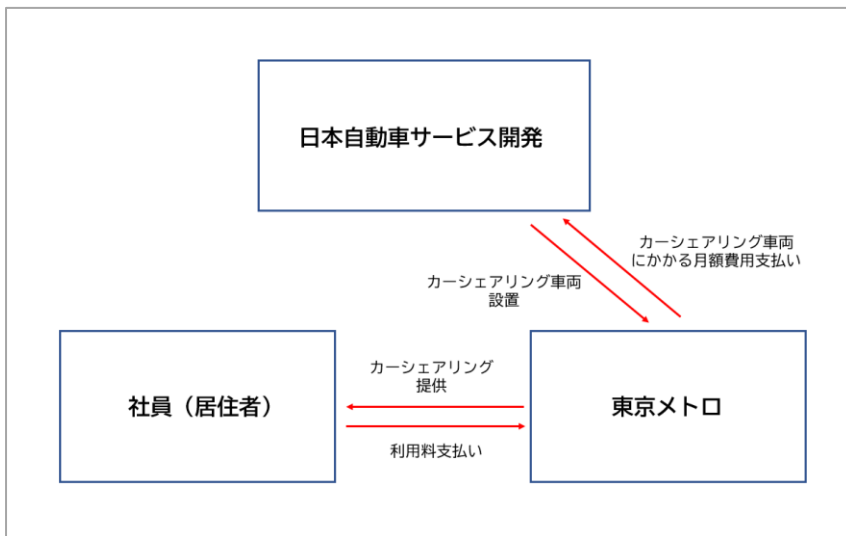 日本自動車サービス開発
カーシェアリング車両
にかかる月額費用支払い
カーシェアリング車両
設置
カーシェアリング
提供
社員（居住者）
東京メトロ
利用料支払い